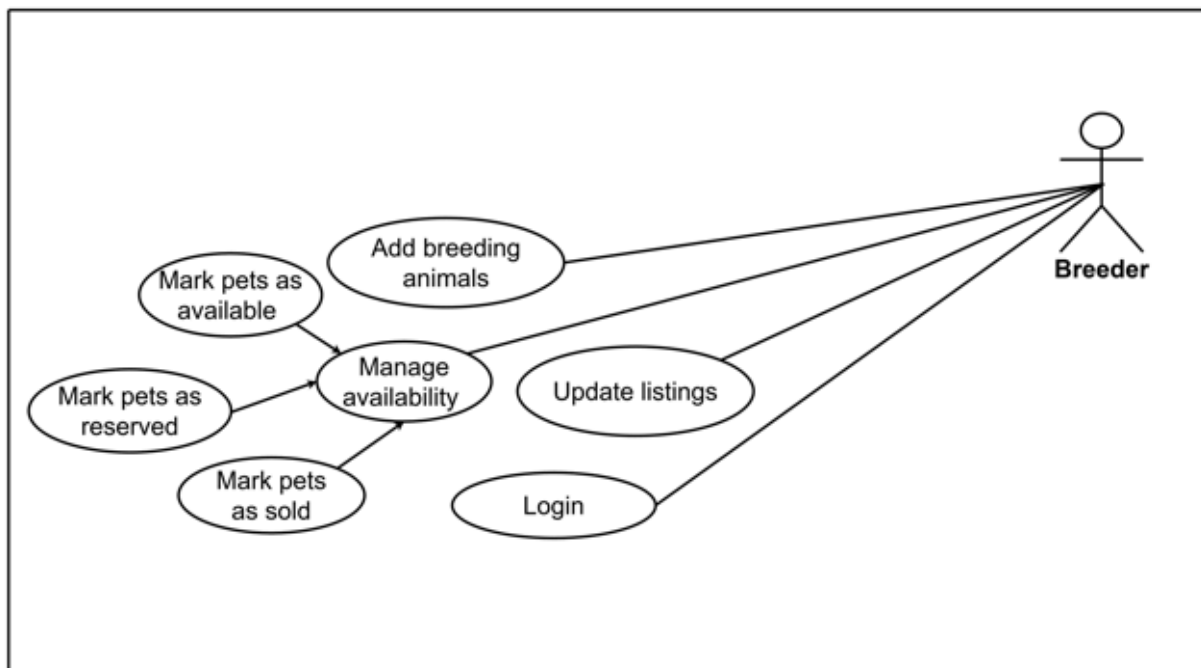 Add breeding
animals
Mark pets as
available
Breeder
Manage
availability
Update listings
Mark pets as
reserved
Mark pets
as sold
Login